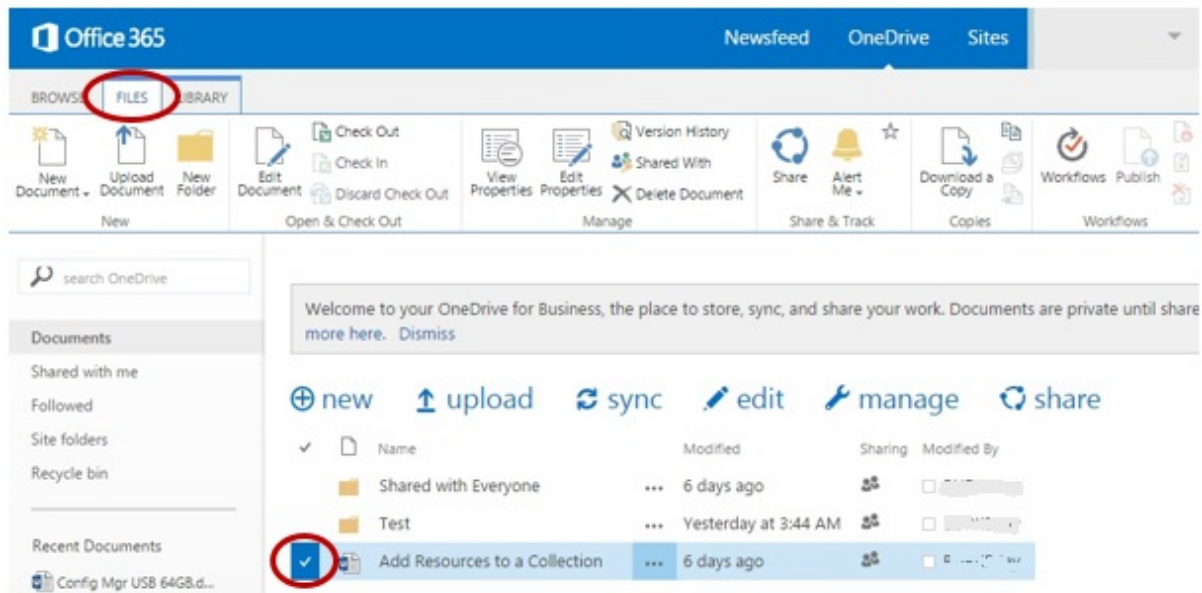 Office 365
Newsfeed OneDrive Sites
FILES LIBRARY
New Document Upload Document New Folder
New
Edit Document
Check Out
Check In
Discard Check Out
Open & Check Out
View Properties Edit Properties
Version History
Shared With
Delete Document
Manage
Share Alert Me
Share & Track
Download a Copy
Copies
Workflows Publish
Workflows
search OneDrive
Documents
Shared with me
Followed
Site folders
Recycle bin
Recent Documents
Config Mgr USB 64GB.d...
Welcome to your OneDrive for Business, the place to store, sync, and share your work. Documents are private until share
more here. Dismiss
new upload sync edit manage share
Name Modified Sharing Modified By
Shared with Everyone ... 6 days ago
Test ... Yesterday at 3:44 AM
Add Resources to a Collection ... 6 days ago